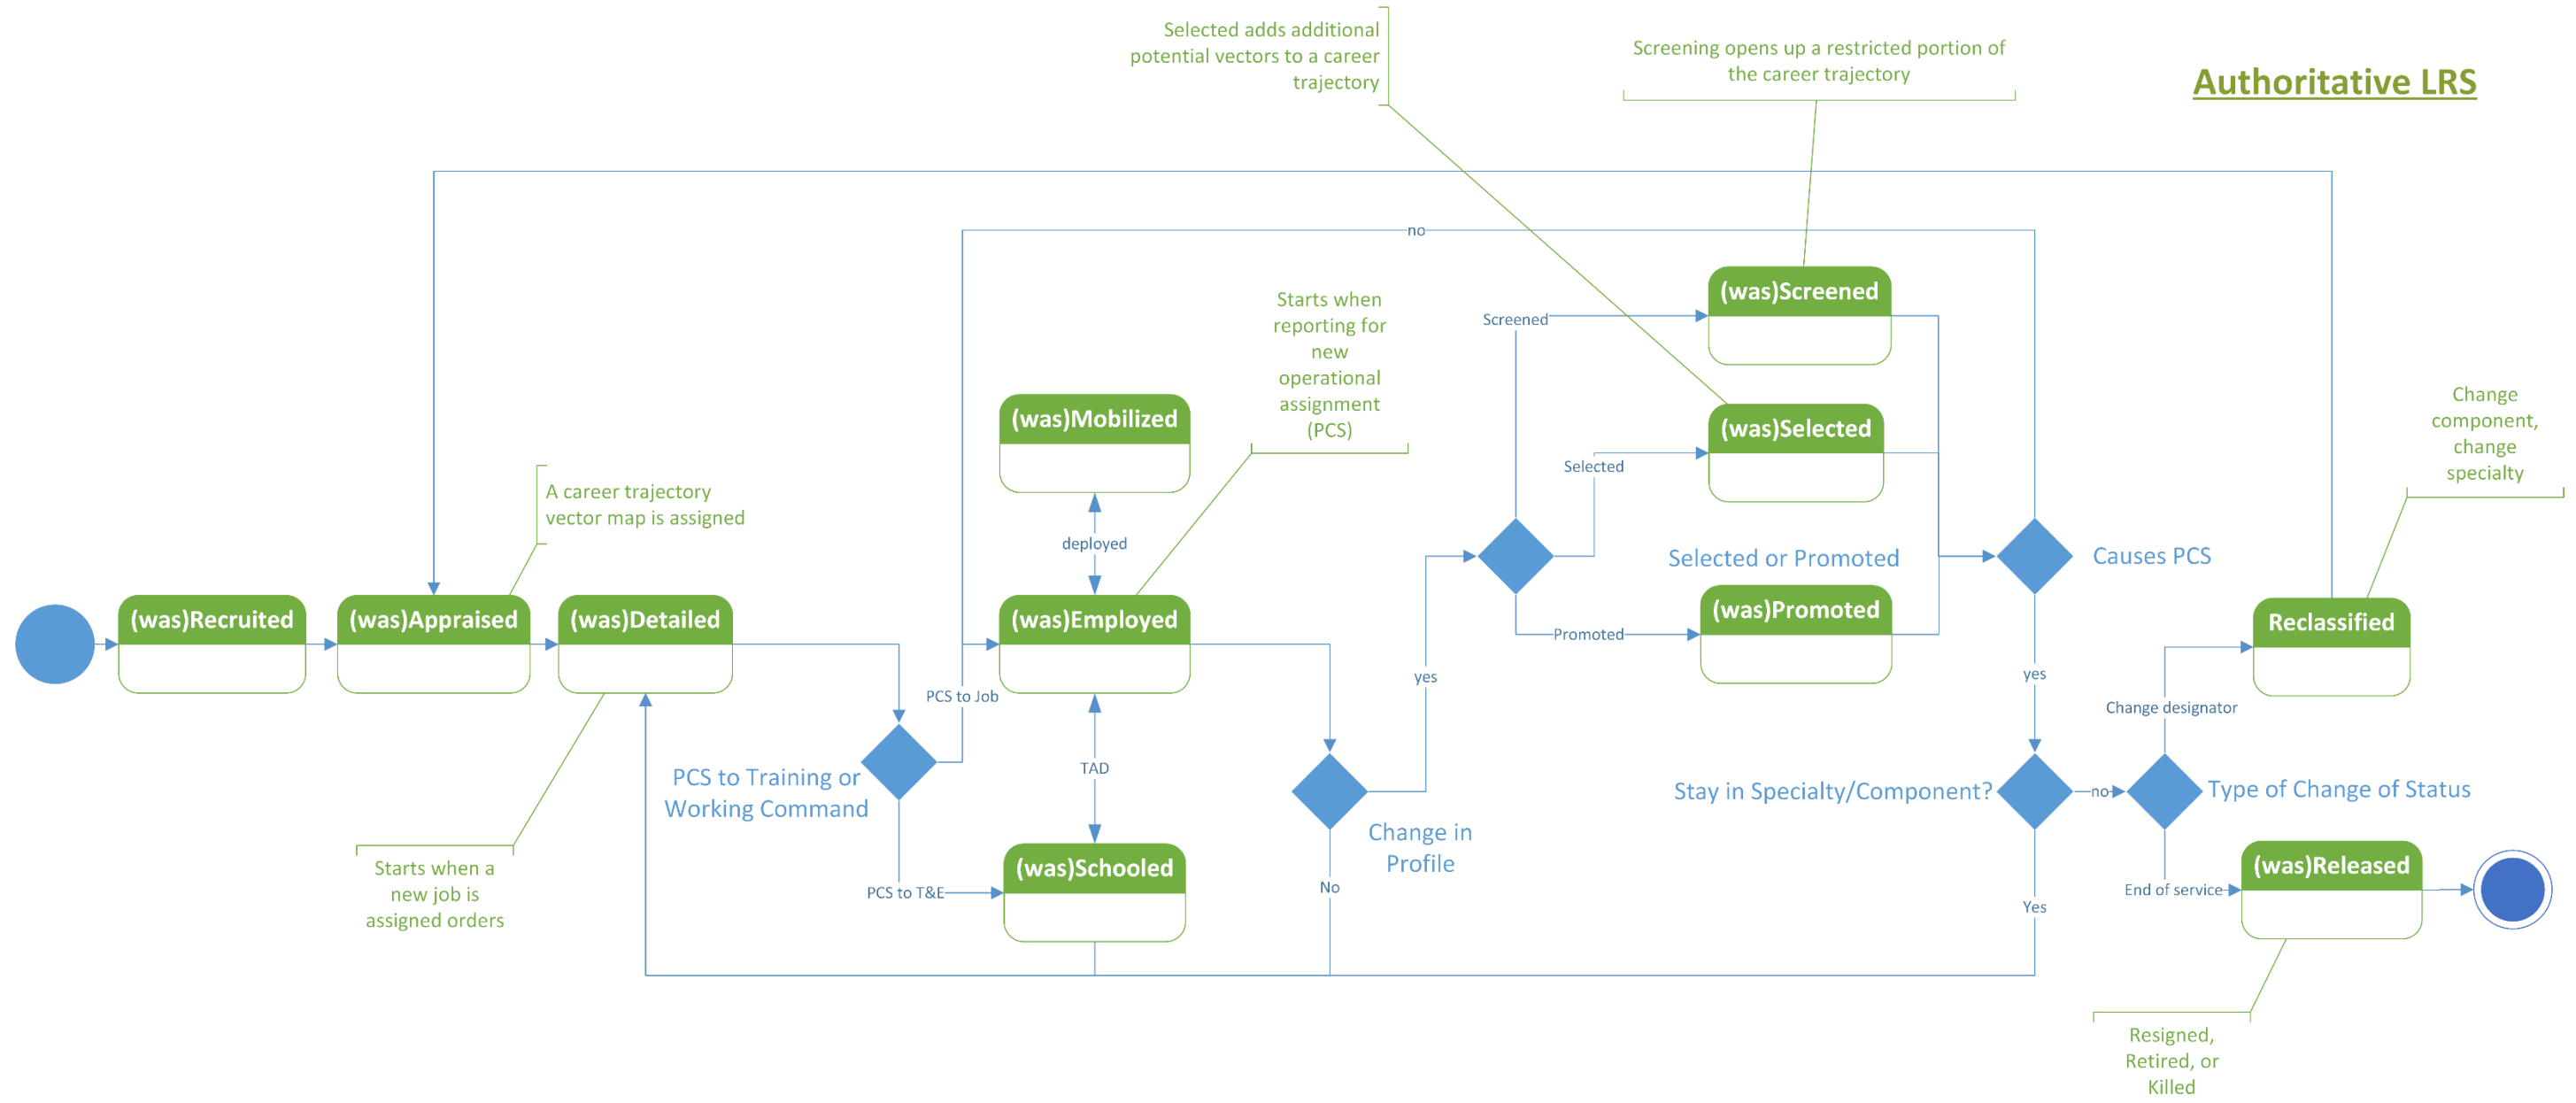 Selected adds additional
potential vectors to a career
trajectory
Screening opens up a restricted portion of
the career trajectory
Authoritative LRS
no
(was)Screened
Starts when
reporting for
new
operational
assignment
(PCS)
Screened
(was)Mobilized
(was)Selected
Selected
Change
component,
change
specialty
A career trajectory
vector map is assigned
deployed
Selected or Promoted
Causes PCS
(was)Recruited
(was)Appraised
(was)Detailed
(was)Employed
(was)Promoted
Promoted
Reclassified
PCS to Job
yes
yes
Change designator
PCS to Training or
Working Command
TAD
Stay in Specialty/Component?
no
Type of Change of Status
Change in
Profile
Starts when a
new job is
assigned orders
(was)Schooled
PCS to T&E
No
Yes
End of service
(was)Released
Resigned,
Retired, or
Killed